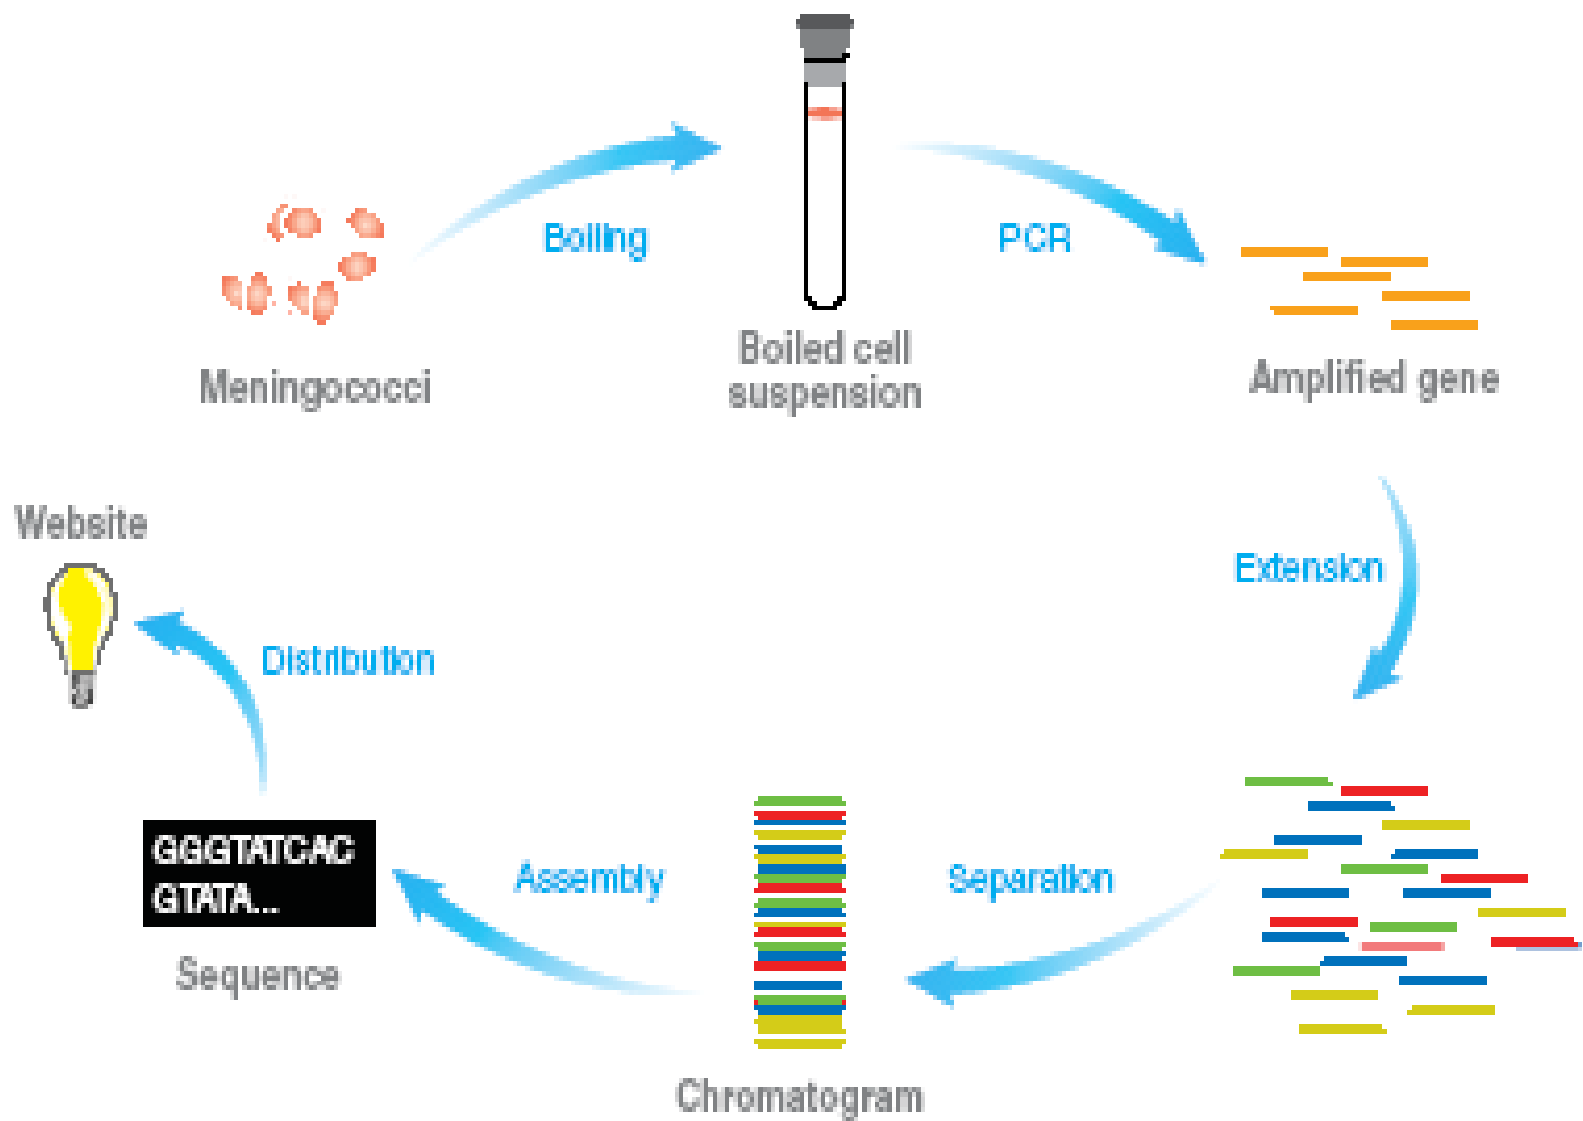 Boiling
PCR
Meningococci
Boiled cell
suspension
Amplified gene
Website
Extension
Distribution
GGGTATCAC
GTATA...
Assembly
Separation
Sequence
Chromatogram